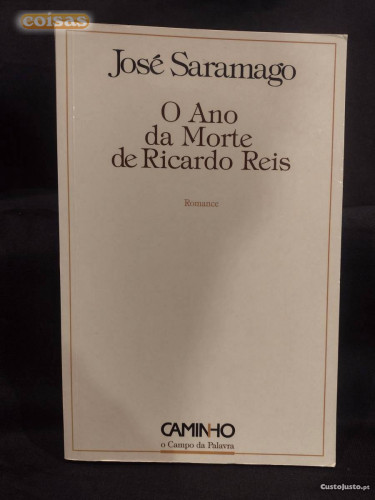 coisas
José Saramago
O Ano
da Morte
de Ricardo Reis
Romance
CAMINHO
o Campo da Palavra
CustoJusto.pt